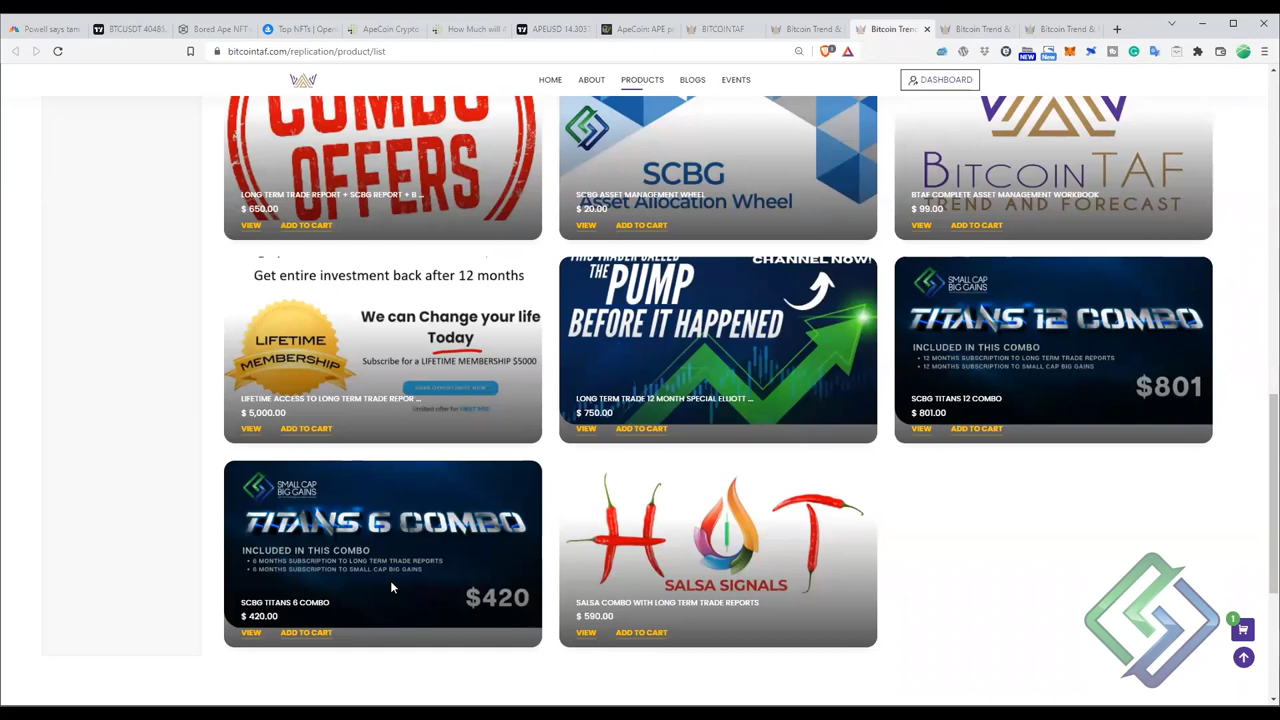 Powell says tam
BTCUSDT 40481.
Bored Ape NFT
Top NFTs | Open
ApeCoin Crypto
How Much will A
APEUSD 14.303
ApeCoin: APE pr
BITCOINTAF
Bitcoin Trend &
Bitcoin Trend
Bitcoin Trend &
Bitcoin Trend &
bitcointaf.com/replication/product/list
NEW
New
HOME
ABOUT
PRODUCTS
BLOGS
EVENTS
DASHBOARD
COMBO
OFFERS
LONG TERM TRADE REPORT + SCBG REPORT + B ...
$ 650.00
VIEW
ADD TO CART
SCBG
Asset Allocation Wheel
SCBG ASSET MANAGEMENT WHEEL
$ 20.00
VIEW
ADD TO CART
BITCOINTAF
TREND AND FORECAST
BTAF COMPLETE ASSET MANAGEMENT WORKBOOK
$ 99.00
VIEW
ADD TO CART
Get entire investment back after 12 months
LIFETIME
MEMBERSHIP
We can Change your life
Today
Subscribe for a LIFETIME MEMBERSHIP $5000
LIFETIME ACCESS TO LONG TERM TRADE REPOR ...
$ 5,000.00
VIEW
ADD TO CART
THIS TRADER CALLED
CHANNEL NOW!
THE PUMP
BEFORE IT HAPPENED
LONG TERM TRADE 12 MONTH SPECIAL ELLIOTT ...
$ 750.00
VIEW
ADD TO CART
SMALL CAP
BIG GAINS
TITANS 12 COMBO
INCLUDED IN THIS COMBO
• 12 MONTHS SUBSCRIPTION TO LONG TERM TRADE REPORTS
• 12 MONTHS SUBSCRIPTION TO SMALL CAP BIG GAINS
$801
SCBG TITANS 12 COMBO
$ 801.00
VIEW
ADD TO CART
SMALL CAP
BIG GAINS
TITANS 6 COMBO
INCLUDED IN THIS COMBO
• 6 MONTHS SUBSCRIPTION TO LONG TERM TRADE REPORTS
• 6 MONTHS SUBSCRIPTION TO SMALL CAP BIG GAINS
$420
SCBG TITANS 6 COMBO
$ 420.00
VIEW
ADD TO CART
HOT
SALSA SIGNALS
SALSA COMBO WITH LONG TERM TRADE REPORTS
$ 590.00
VIEW
ADD TO CART
1